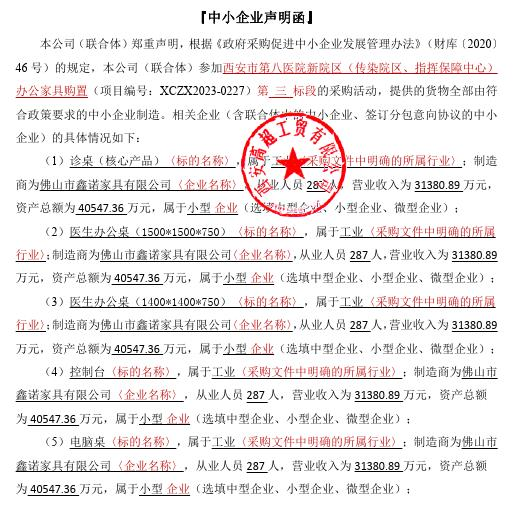 『中小企业声明函』
本公司（联合体）郑重声明，根据《政府采购促进中小企业发展管理办法》（财库〔2020〕
46 号）的规定，本公司（联合体）参加西安市第八医院新院区（传染院区、指挥保障中心）
办公家具购置（项目编号：XCZX2023-0227）第 三 标段的采购活动，提供的货物全部由符
合政策要求的中小企业制造。相关企业（含联合体中的中小企业、签订分包意向协议的中小
企业）的具体情况如下：
（1）诊桌（核心产品）（标的名称），属于工业（采购文件中明确的所属行业）；制造
商为佛山市鑫诺家具有限公司（企业名称），从业人员 287 人，营业收入为 31380.89 万元，
资产总额为 40547.36 万元，属于小型 企业（选填中型企业、小型企业、微型企业）；
（2）医生办公桌（1500*1500*750）（标的名称），属于工业（采购文件中明确的所属
行业）；制造商为佛山市鑫诺家具有限公司（企业名称），从业人员 287 人，营业收入为 31380.89
万元，资产总额为 40547.36 万元，属于小型 企业（选填中型企业、小型企业、微型企业）；
（3）医生办公桌（1400*1400*750）（标的名称），属于工业（采购文件中明确的所属
行业）；制造商为佛山市鑫诺家具有限公司（企业名称），从业人员 287 人，营业收入为 31380.89
万元，资产总额为 40547.36 万元，属于小型 企业（选填中型企业、小型企业、微型企业）；
（4）控制台（标的名称），属于工业（采购文件中明确的所属行业）；制造商为佛山市
鑫诺家具有限公司（企业名称），从业人员 287 人，营业收入为 31380.89 万元，资产总额
为 40547.36 万元，属于小型 企业（选填中型企业、小型企业、微型企业）；
（5）电脑桌（标的名称），属于工业（采购文件中明确的所属行业）；制造商为佛山市
鑫诺家具有限公司（企业名称），从业人员 287 人，营业收入为 31380.89 万元，资产总额
为 40547.36 万元，属于小型 企业（选填中型企业、小型企业、微型企业）；
西安高超工贸有限公司